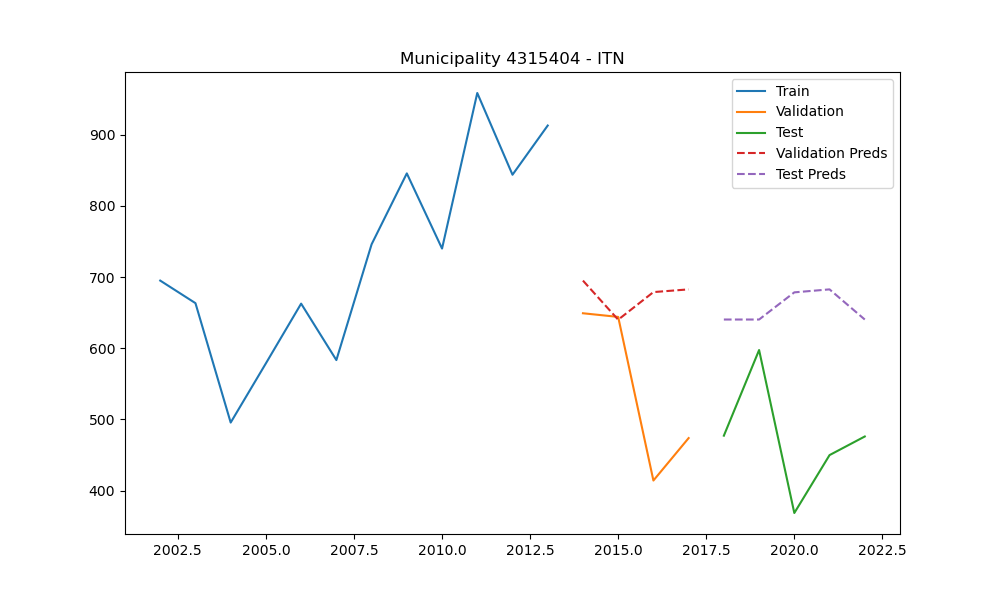 Municipality 4315404 - ITN
Train
Validation
Test
Validation Preds
Test Preds
900
800
700
600
500
400
2002.5 2005.0 2007.5 2010.0 2012.5 2015.0 2017.5 2020.0 2022.5